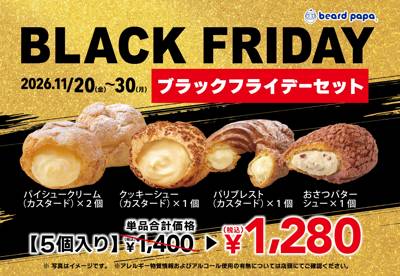 beard papa
BLACK FRIDAY
2026.11/20(金)~30(月)
ブラックフライデーセット
パイシュークリーム
(カスタード)×2個
クッキーシュー
(カスタード)×1個
パリブレスト
(カスタード)×1個
おさつバター
シュー×1個
【5個入り】
単品合計価格
¥1,400
(税込)
¥1,280
※ 写真はイメージです。 ※アレルギー物質情報およびアルコール使用の有無については店頭にてご確認ください。